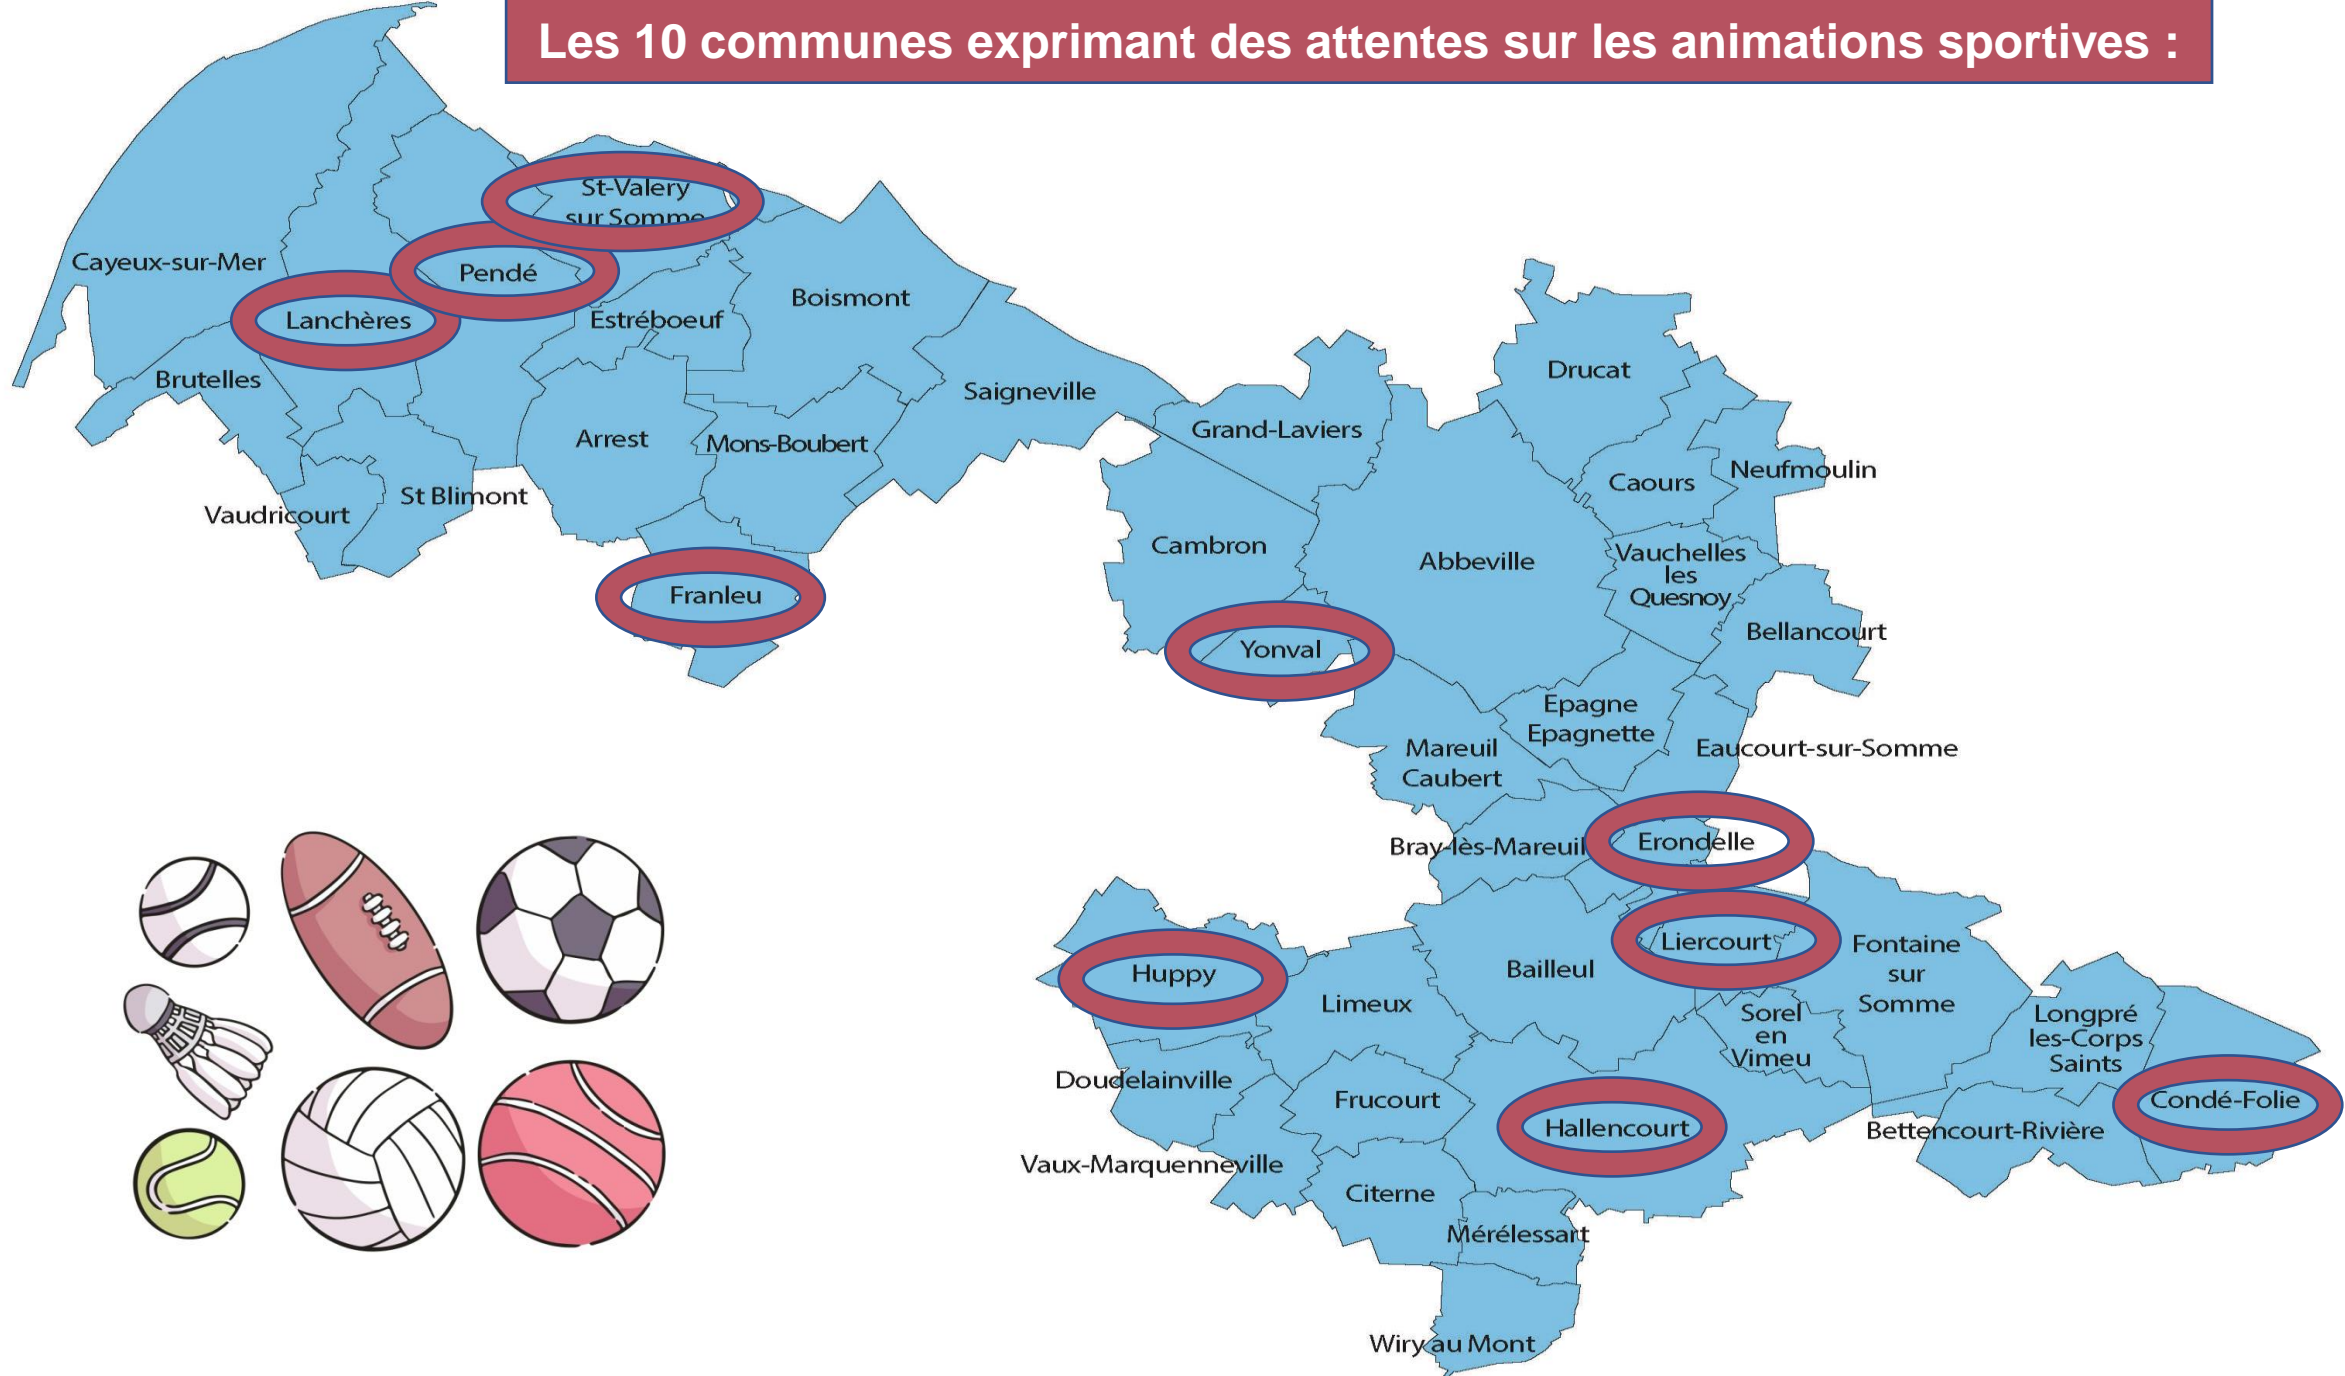 Les 10 communes exprimant des attentes sur les animations sportives :
St-Valery
sur Somme
Cayeux-sur-Mer
Pendé
Lanchères
Estréboeuf
Boismont
Brutelles
Saigneville
Arrest
Mons-Boubert
Vaudricourt
St Blimont
Franleu
Drucat
Grand-Laviers
Caours
Neufmoulin
Cambron
Abbeville
Vauchelles
les
Quesnoy
Bellancourt
Yonval
Epagne
Epagnette
Mareuil
Caubert
Eaucourt-sur-Somme
Bray-lès-Mareuil
Erondelle
Liercourt
Fontaine
sur
Somme
Bailleul
Huppy
Limeux
Sorel
en
Vimeu
Longpré
les-Corps
Saints
Doudelainville
Frucourt
Hallencourt
Condé-Folie
Bettencourt-Rivière
Vaux-Marquenneville
Citerne
Mérélessart
Wiry au Mont